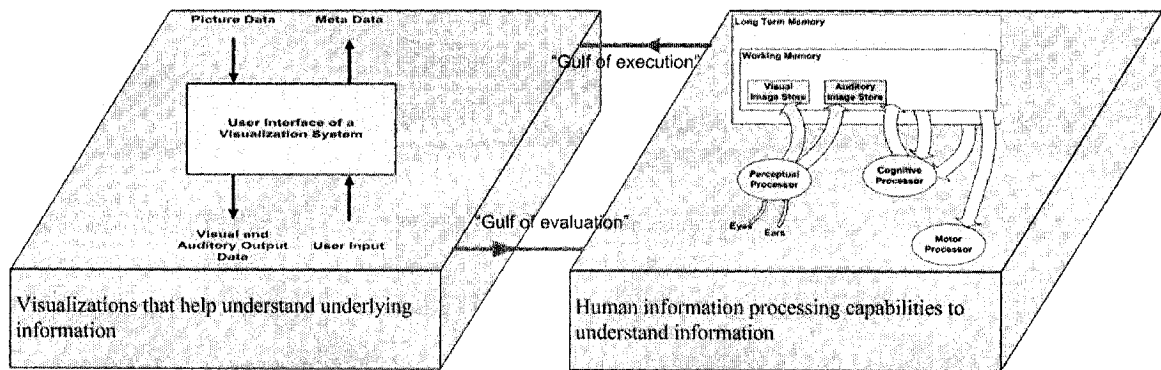 Picture Data
Meta Data
User Interface of a
Visualization System
Visual and
Auditory Output
Data
User Input
Visualizations that help understand underlying
information
"Gulf of execution"
"Gulf of evaluation"
Long Term Memory
Working Memory
Visual
Image Store
Auditory
Image Store
Perceptual
Processor
Cognitive
Processor
Eyes
Ears
Motor
Processor
Human information processing capabilities to
understand information